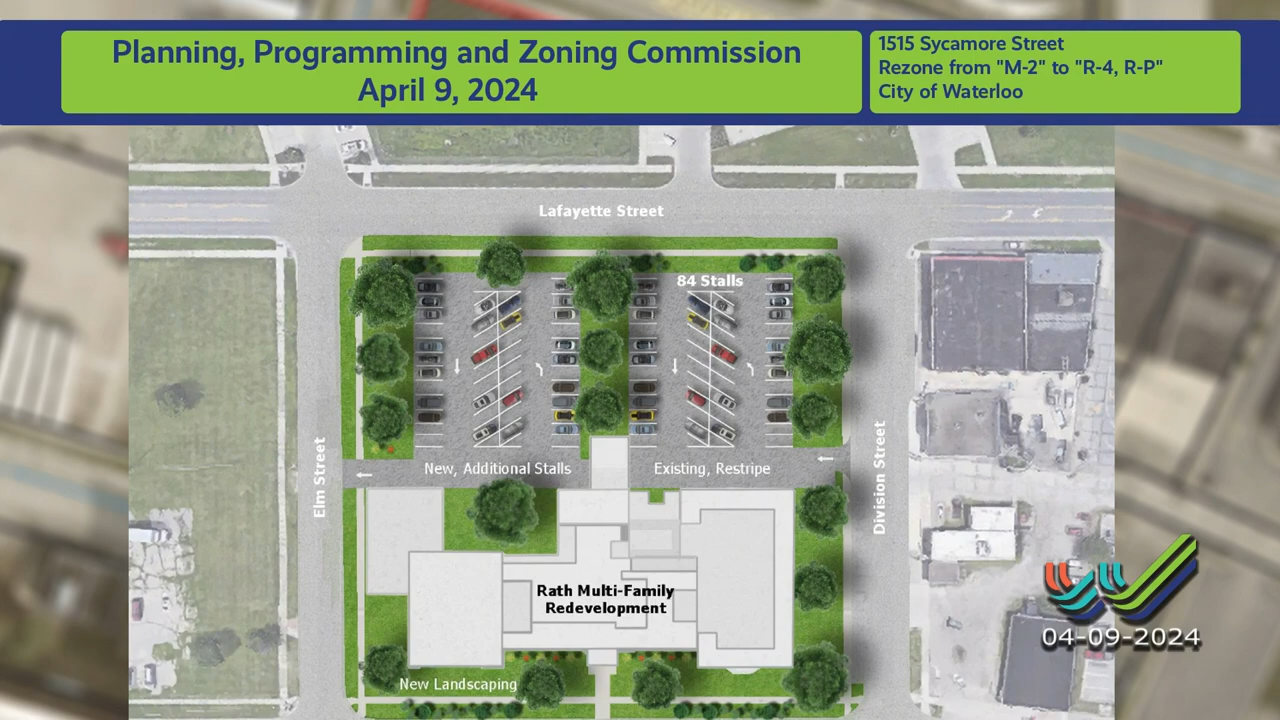 Planning, Programming and Zoning Commission
April 9, 2024
1515 Sycamore Street
Rezone from "M-2" to "R-4, R-P"
City of Waterloo
Lafayette Street
84 Stalls
Elm Street
New, Additional Stalls
Existing, Restripe
Division Street
Rath Multi-Family
Redevelopment
New Landscaping
04-09-2024